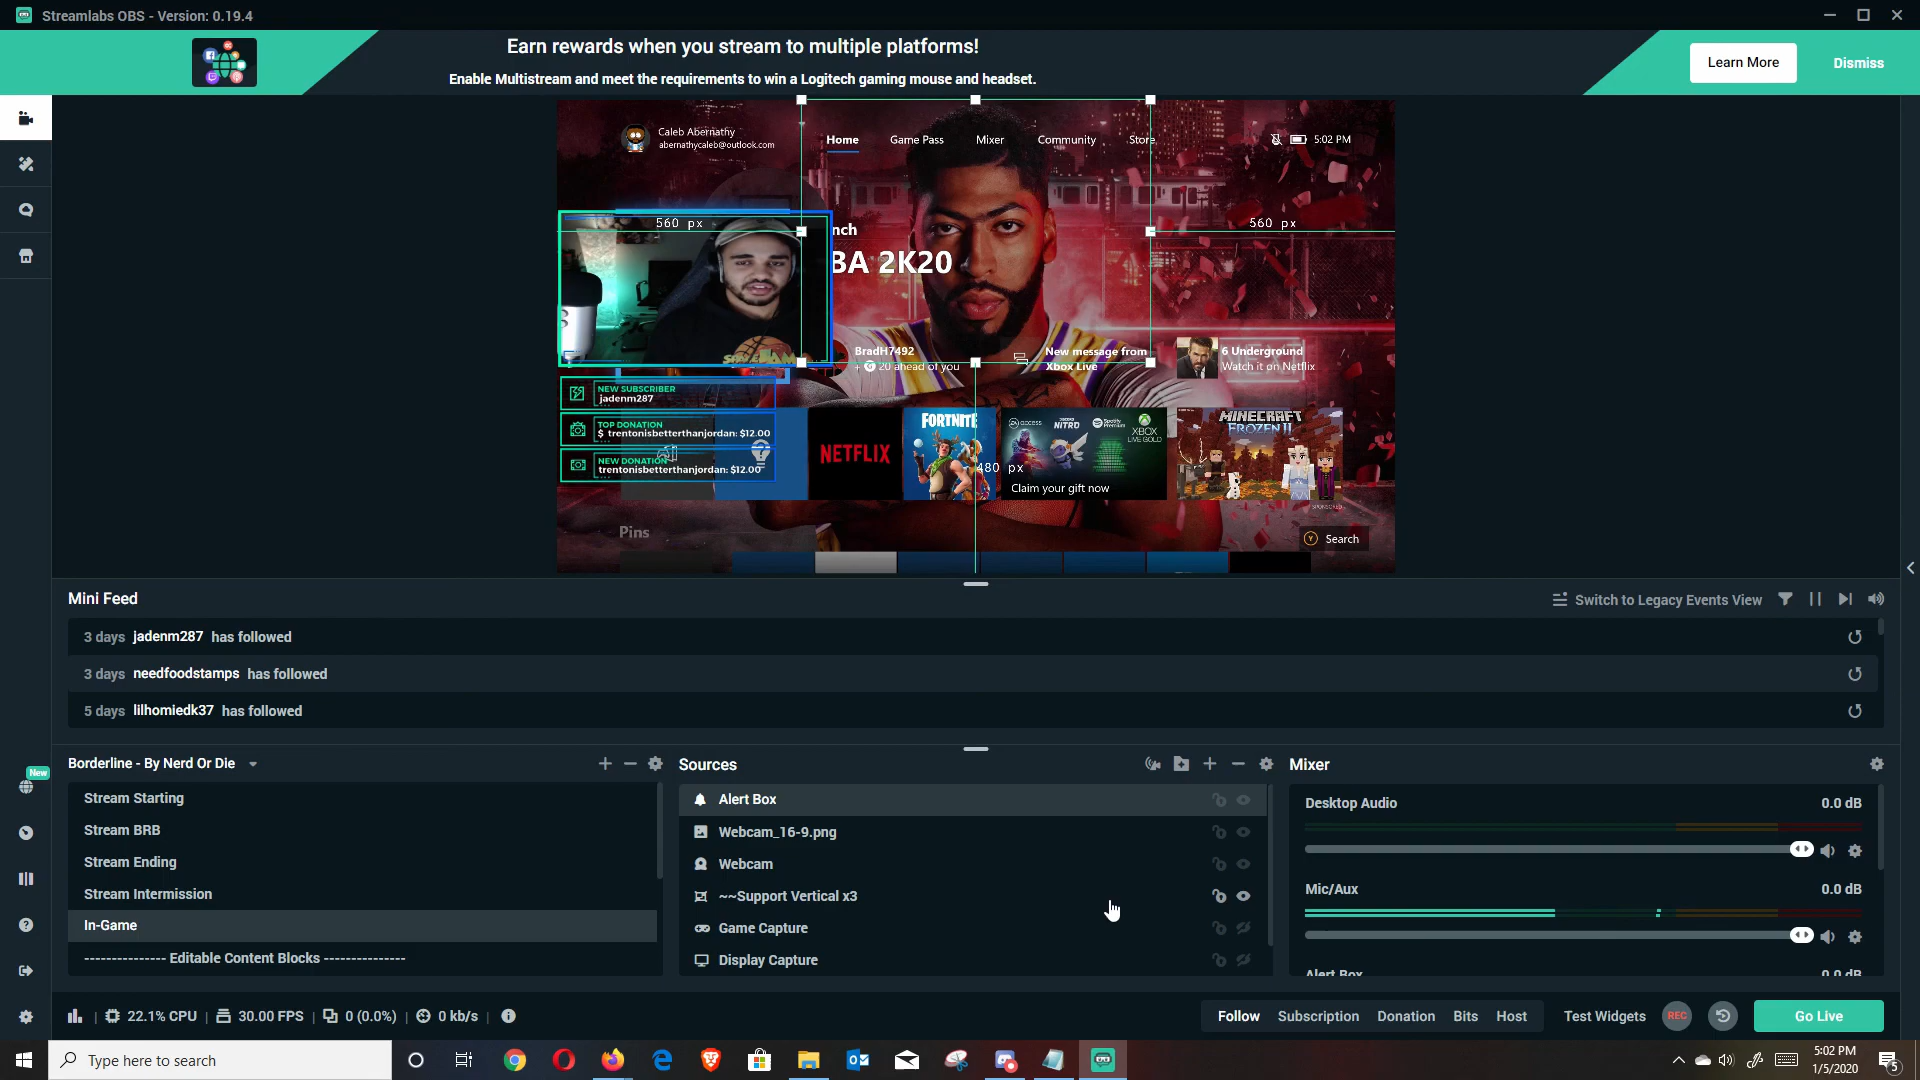 Streamlabs OBS - Version: 0.19.4
Earn rewards when you stream to multiple platforms!
Enable Multistream and meet the requirements to win a Logitech gaming mouse and headset.
Learn More
Dismiss
Caleb Abernathy
abernathycaleb@outlook.com
Home
Game Pass
Mixer
Community
Store
5:02 PM
560 px
560 px
nch
BA 2K20
BradH7492
+ G 20 ahead of you
New message from
Xbox Live
6 Underground
Watch it on Netflix
NEW SUBSCRIBER
jadenm287
TOP DONATION
$ trentonisbetterthanjordan: $12.00
NEW DONATION
trentonisbetterthanjordan: $12.00
NETFLIX
FORTNITE
access
NITRO
Spotify
Premium
XBOX
LIVE GOLD
480 px
Claim your gift now
MINECRAFT
FROZEN II
SPONSORED
Pins
Y Search
Mini Feed
Switch to Legacy Events View
3 days jadenm287 has followed
3 days needfoodstamps has followed
5 days lilhomiedk37 has followed
New
Borderline - By Nerd Or Die
Stream Starting
Stream BRB
Stream Ending
Stream Intermission
In-Game
--------------- Editable Content Blocks ---------------
Sources
Alert Box
Webcam_16-9.png
Webcam
~~Support Vertical x3
Game Capture
Display Capture
Mixer
Desktop Audio
0.0 dB
Mic/Aux
0.0 dB
Alert Box
0.0 dB
22.1% CPU
30.00 FPS
0 (0.0%)
0 kb/s
Follow
Subscription
Donation
Bits
Host
Test Widgets
REC
Go Live
Type here to search
5:02 PM
1/5/2020
5